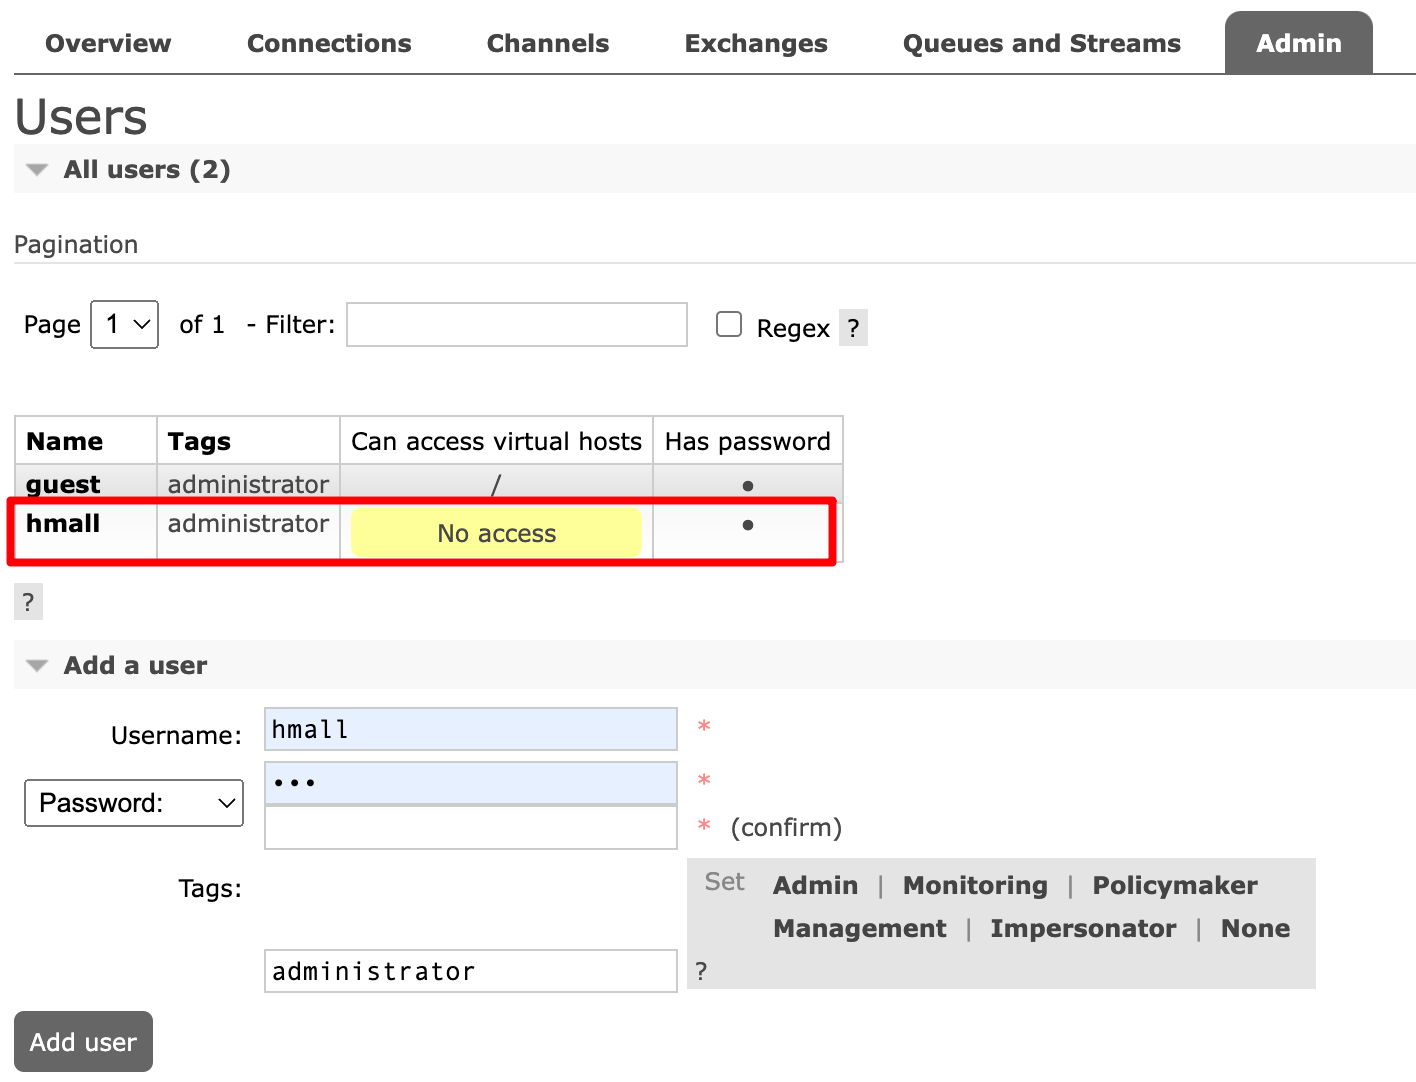 Overview Connections Channels Exchanges Queues and Streams Admin
Users
All users (2)
Pagination
Page 1 of 1 - Filter: Regex ?
Name Tags Can access virtual hosts Has password
guest administrator / •
hmall administrator No access •
?
Add a user
Username: hmall *
Password: ••• *
* (confirm)
Tags: Set Admin | Monitoring | Policymaker
Management | Impersonator | None
administrator ?
Add user